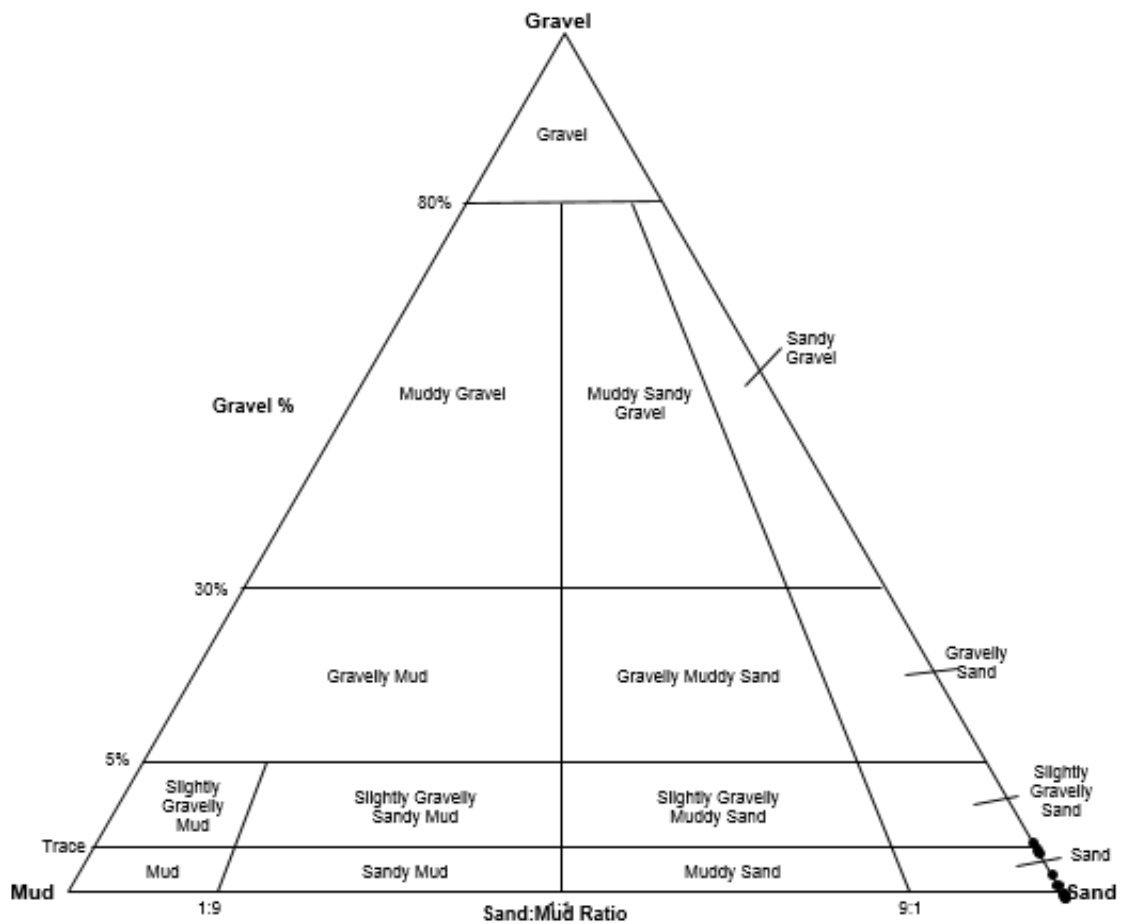 Gravel
Gravel
80%
Sandy
Gravel
Muddy Gravel
Muddy Sandy
Gravel
Gravel %
30%
Gravelly
Sand
Gravelly Mud
Gravelly Muddy Sand
5%
Slightly
Gravelly
Mud
Slightly Gravelly
Sandy Mud
Slightly Gravelly
Muddy Sand
Slightly
Gravelly
Sand
Trace
Sand
Mud
Sandy Mud
Muddy Sand
Mud
Sand
1:9
9:1
Sand:Mud Ratio